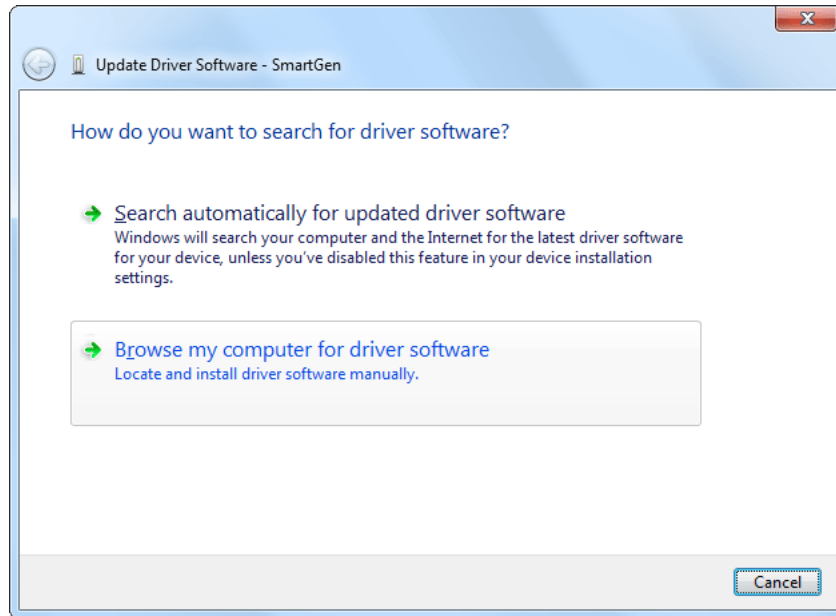 Update Driver Software - SmartGen
How do you want to search for driver software?
Search automatically for updated driver software
Windows will search your computer and the Internet for the latest driver software
for your device, unless you've disabled this feature in your device installation
settings.
Browse my computer for driver software
Locate and install driver software manually.
Cancel